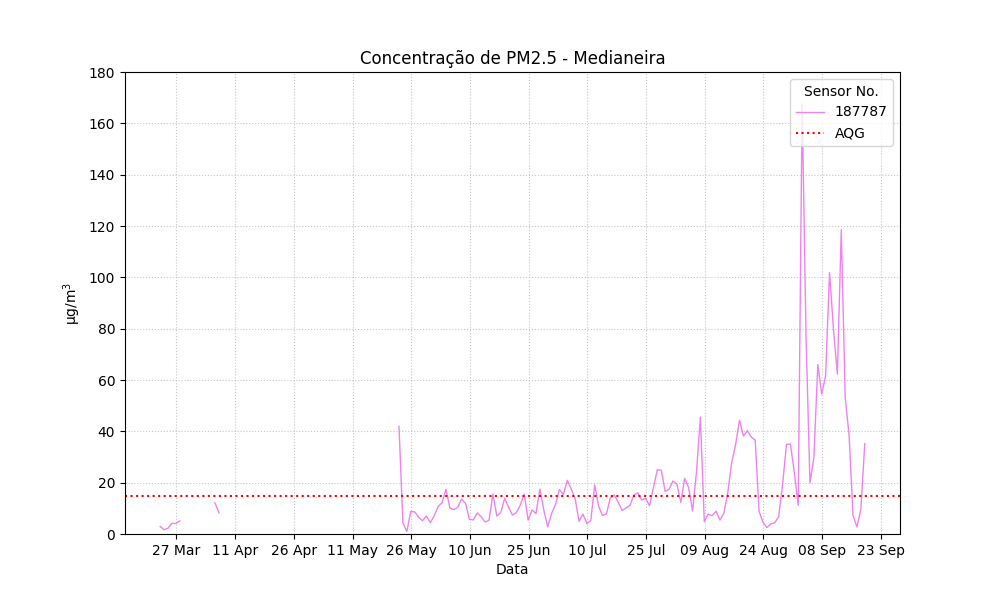 Concentração de PM2.5 - Medianeira
180
160
140
120
100
80
60
40
20
0
µg/m³
Sensor No.
187787
AQG
27 Mar 11 Apr 26 Apr 11 May 26 May 10 Jun 25 Jun 10 Jul 25 Jul 09 Aug 24 Aug 08 Sep 23 Sep
Data